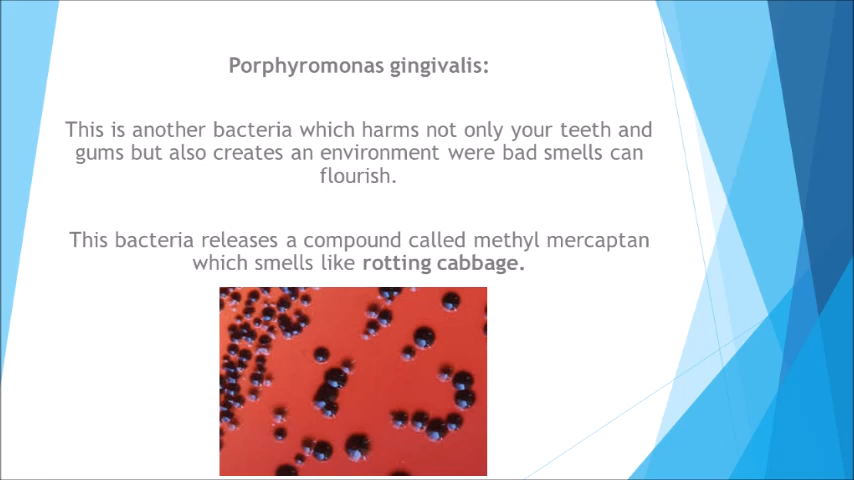 Porphyromonas gingivalis:
This is another bacteria which harms not only your teeth and
gums but also creates an environment were bad smells can
flourish.
This bacteria releases a compound called methyl mercaptan
which smells like rotting cabbage.